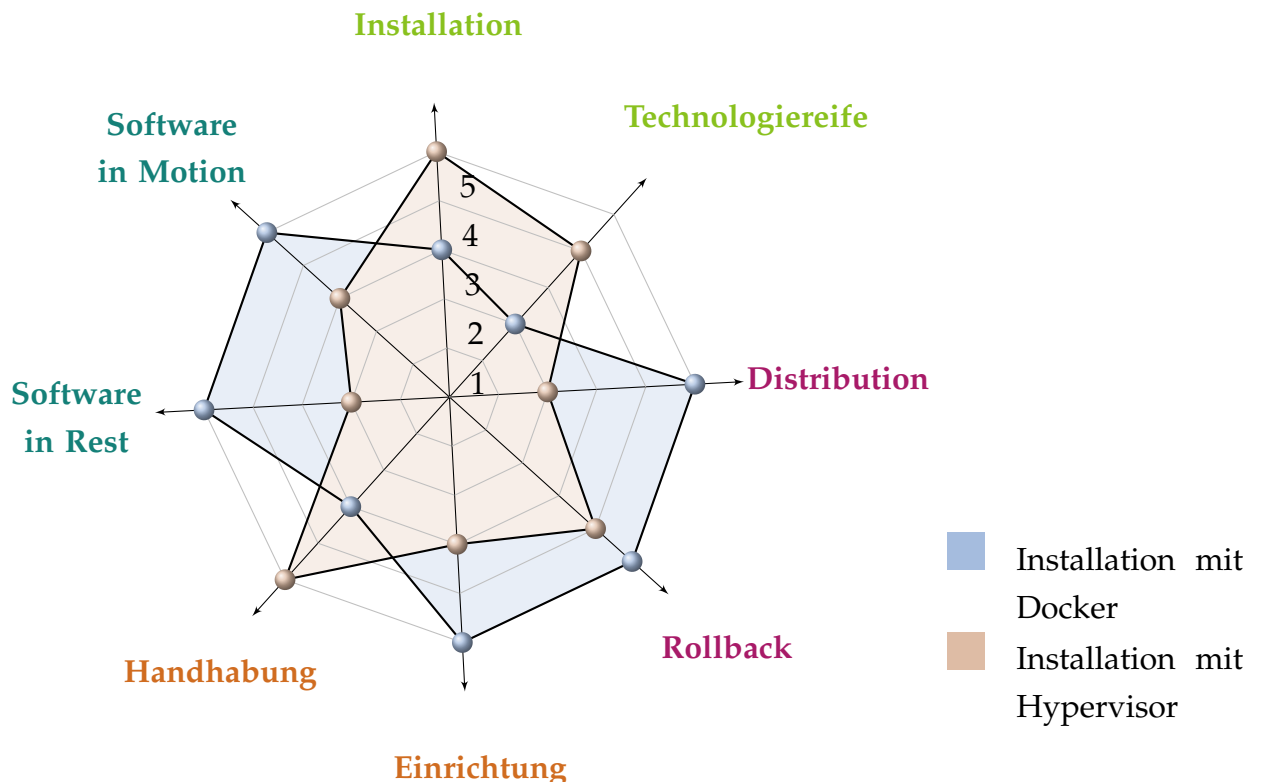 Installation
Technologiereife
Software
in Motion
5
4
3
2
1
Distribution
Software
in Rest
Rollback
Handhabung
Einrichtung
Installation mit
Docker
Installation mit
Hypervisor